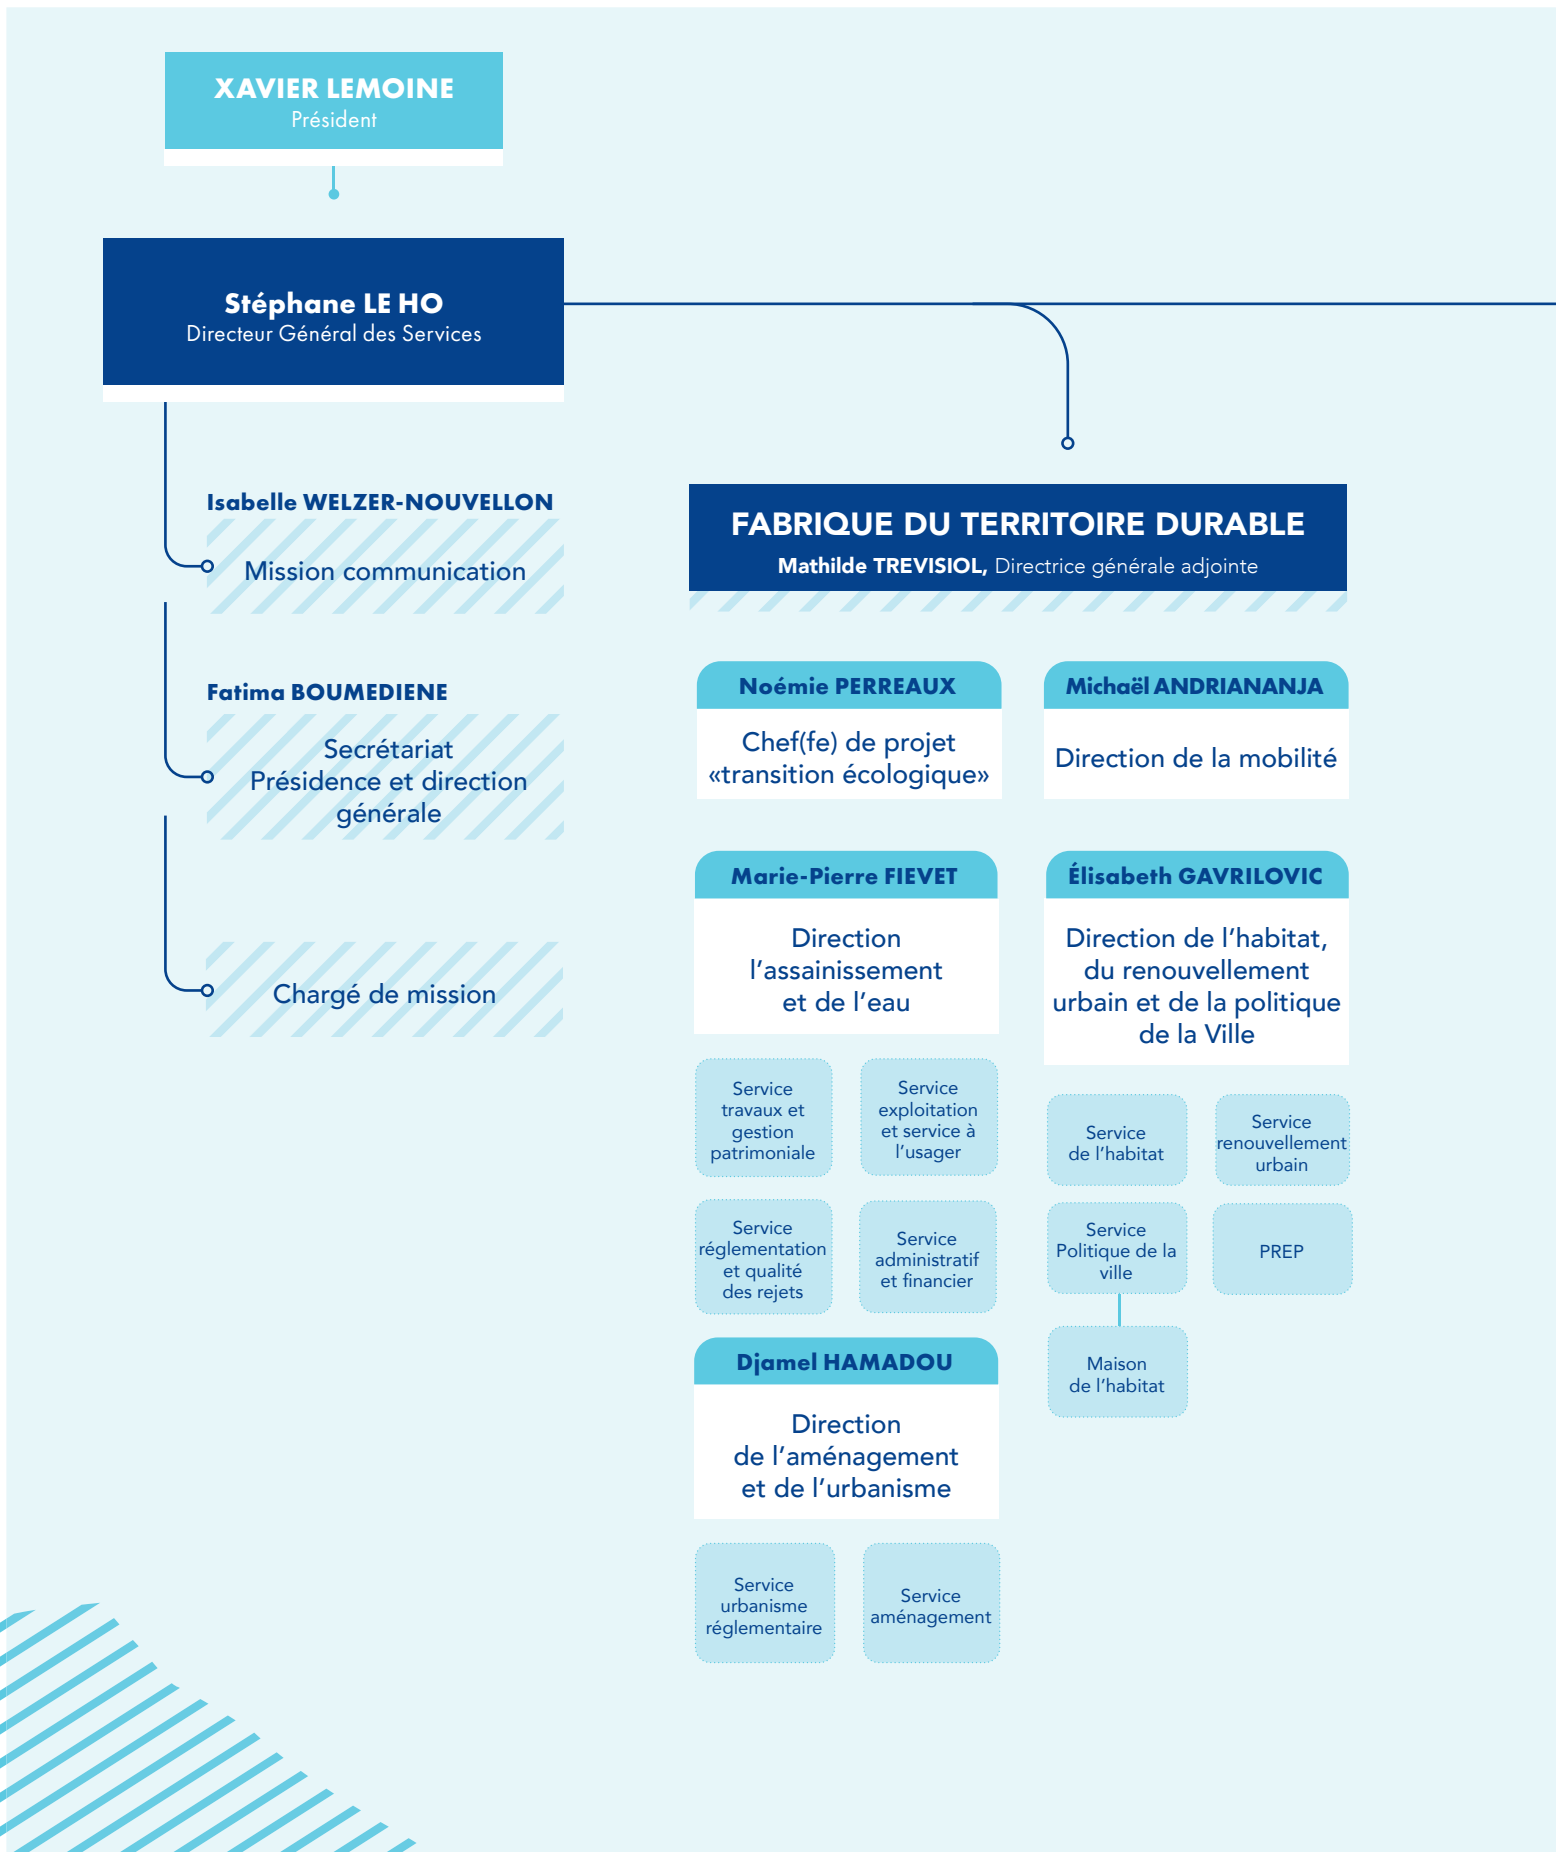 XAVIER LEMOINE
Président
Stéphane LE HO
Directeur Général des Services
Isabelle WELZER-NOUVELLON
Mission communication
Fatima BOUMEDIENE
Secrétariat
Présidence et direction
générale
Chargé de mission
FABRIQUE DU TERRITOIRE DURABLE
Mathilde TREVISIOL, Directrice générale adjointe
Noémie PERREAUX
Chef(fe) de projet
«transition écologique»
Michaël ANDRIANANJA
Direction de la mobilité
Marie-Pierre FIEVET
Direction
l'assainissement
et de l'eau
Service
travaux et
gestion
patrimoniale
Service
exploitation
et service à
l'usager
Service
réglementation
et qualité
des rejets
Service
administratif
et financier
Élisabeth GAVRILOVIC
Direction de l'habitat,
du renouvellement
urbain et de la politique
de la Ville
Service
de l'habitat
Service
renouvellement
urbain
Service
Politique de la
ville
PREP
Maison
de l'habitat
Djamel HAMADOU
Direction
de l'aménagement
et de l'urbanisme
Service
urbanisme
réglementaire
Service
aménagement